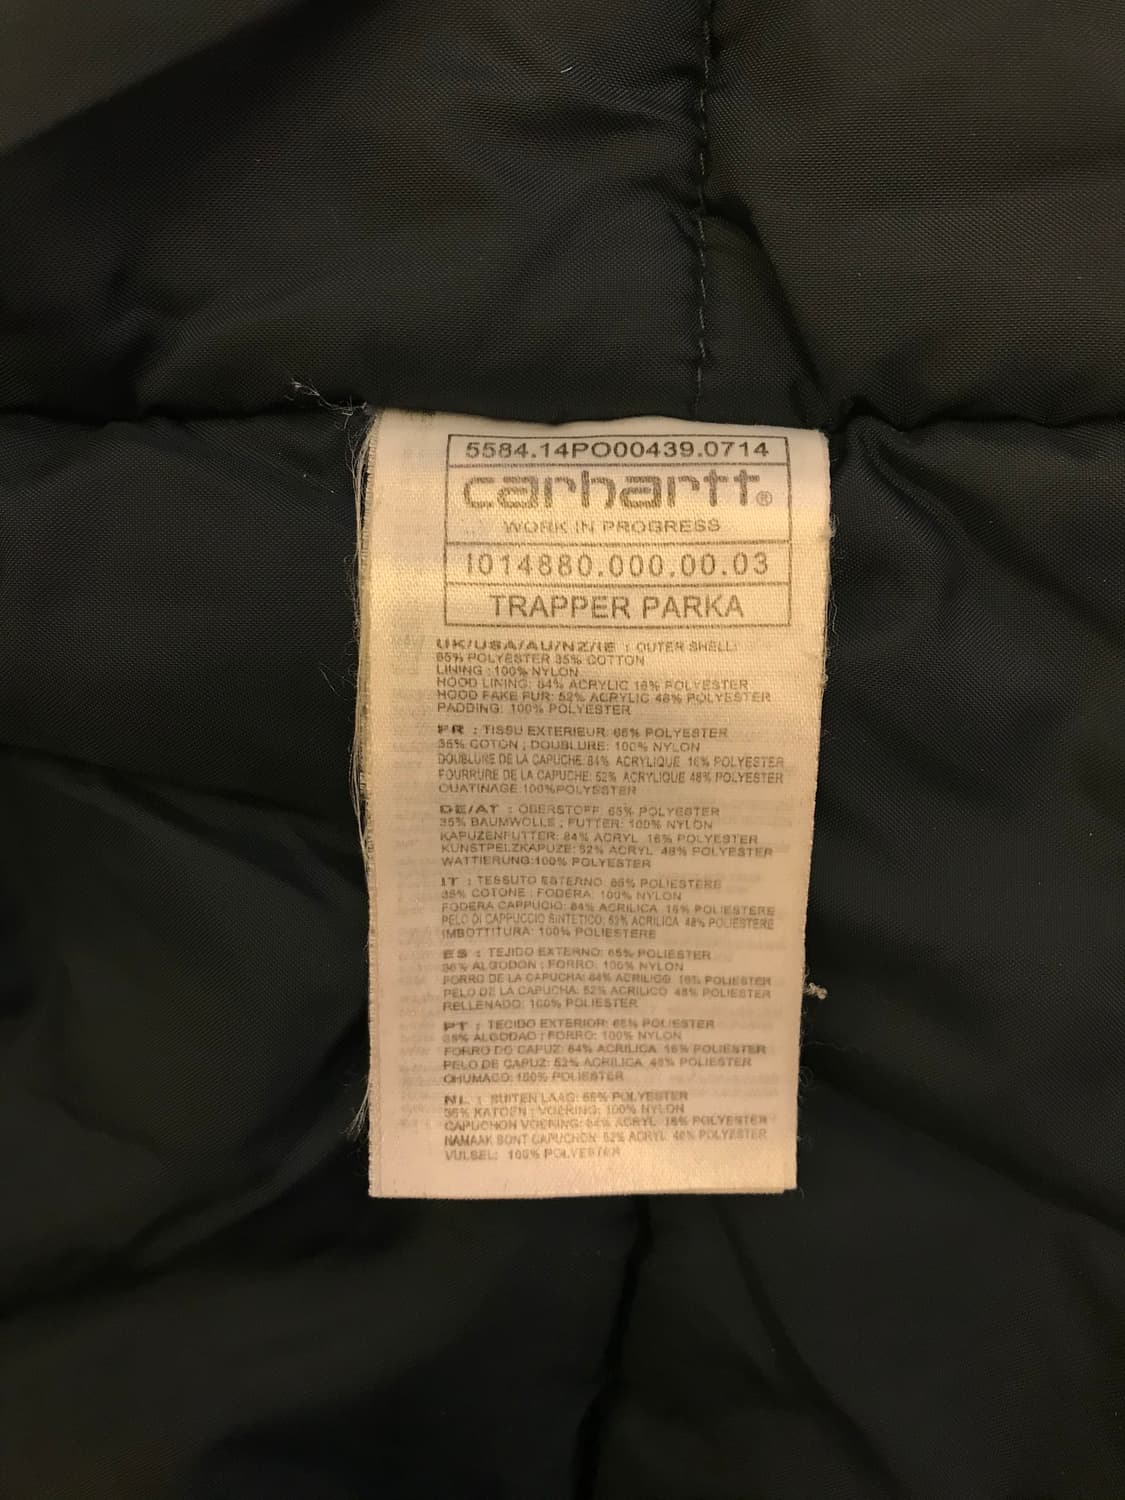 5584.14PO00439.0714
carhartt®
WORK IN PROGRESS
I014880.000.00.03
TRAPPER PARKA
UK/USA/AU/NZ/IE : OUTER SHELL:
65% POLYESTER 35% COTTON
LINING : 100% NYLON
HOOD LINING: 84% ACRYLIC 16% POLYESTER
HOOD FAKE FUR: 52% ACRYLIC 48% POLYESTER
PADDING: 100% POLYESTER
FR : TISSU EXTERIEUR: 65% POLYESTER
35% COTON ; DOUBLURE: 100% NYLON
DOUBLURE DE LA CAPUCHE: 84% ACRYLIQUE 16% POLYESTER
FOURRURE DE LA CAPUCHE: 52% ACRYLIQUE 48% POLYESTER
OUATINAGE:100%POLYESTER
DE/AT : OBERSTOFF: 65% POLYESTER
35% BAUMWOLLE ; FUTTER: 100% NYLON
KAPUZENFUTTER: 84% ACRYL 16% POLYESTER
KUNSTPELZKAPUZE: 52% ACRYL 48% POLYESTER
WATTIERUNG:100% POLYESTER
IT : TESSUTO ESTERNO: 65% POLIESTERE
35% COTONE ; FODERA: 100% NYLON
FODERA CAPPUCIO: 84% ACRILICA 16% POLIESTERE
PELO DI CAPPUCCIO SINTETICO: 52% ACRILICA 48% POLIESTERE
IMBOTTITURA: 100% POLIESTERE
ES : TEJIDO EXTERNO: 65% POLIESTER
35% ALGODON ; FORRO: 100% NYLON
FORRO DE LA CAPUCHA: 84% ACRILICO 16% POLIESTER
PELO DE LA CAPUCHA: 52% ACRILICO 48% POLIESTER
RELLENADO: 100% POLIESTER
PT : TECIDO EXTERIOR: 65% POLIESTER
35% ALGODAO ; FORRO: 100% NYLON
FORRO DO CAPUZ: 84% ACRILICA 16% POLIESTER
PELO DE CAPUZ: 52% ACRILICA 48% POLIESTER
CHUMACO: 100% POLIESTER
NL : BUITEN LAAG: 65% POLYESTER
35% KATOEN ; VOERING: 100% NYLON
CAPUCHON VOERING: 84% ACRYL 16% POLYESTER
NAMAAK BONT CAPUCHON: 52% ACRYL 48% POLYESTER
VULSEL: 100% POLYESTER